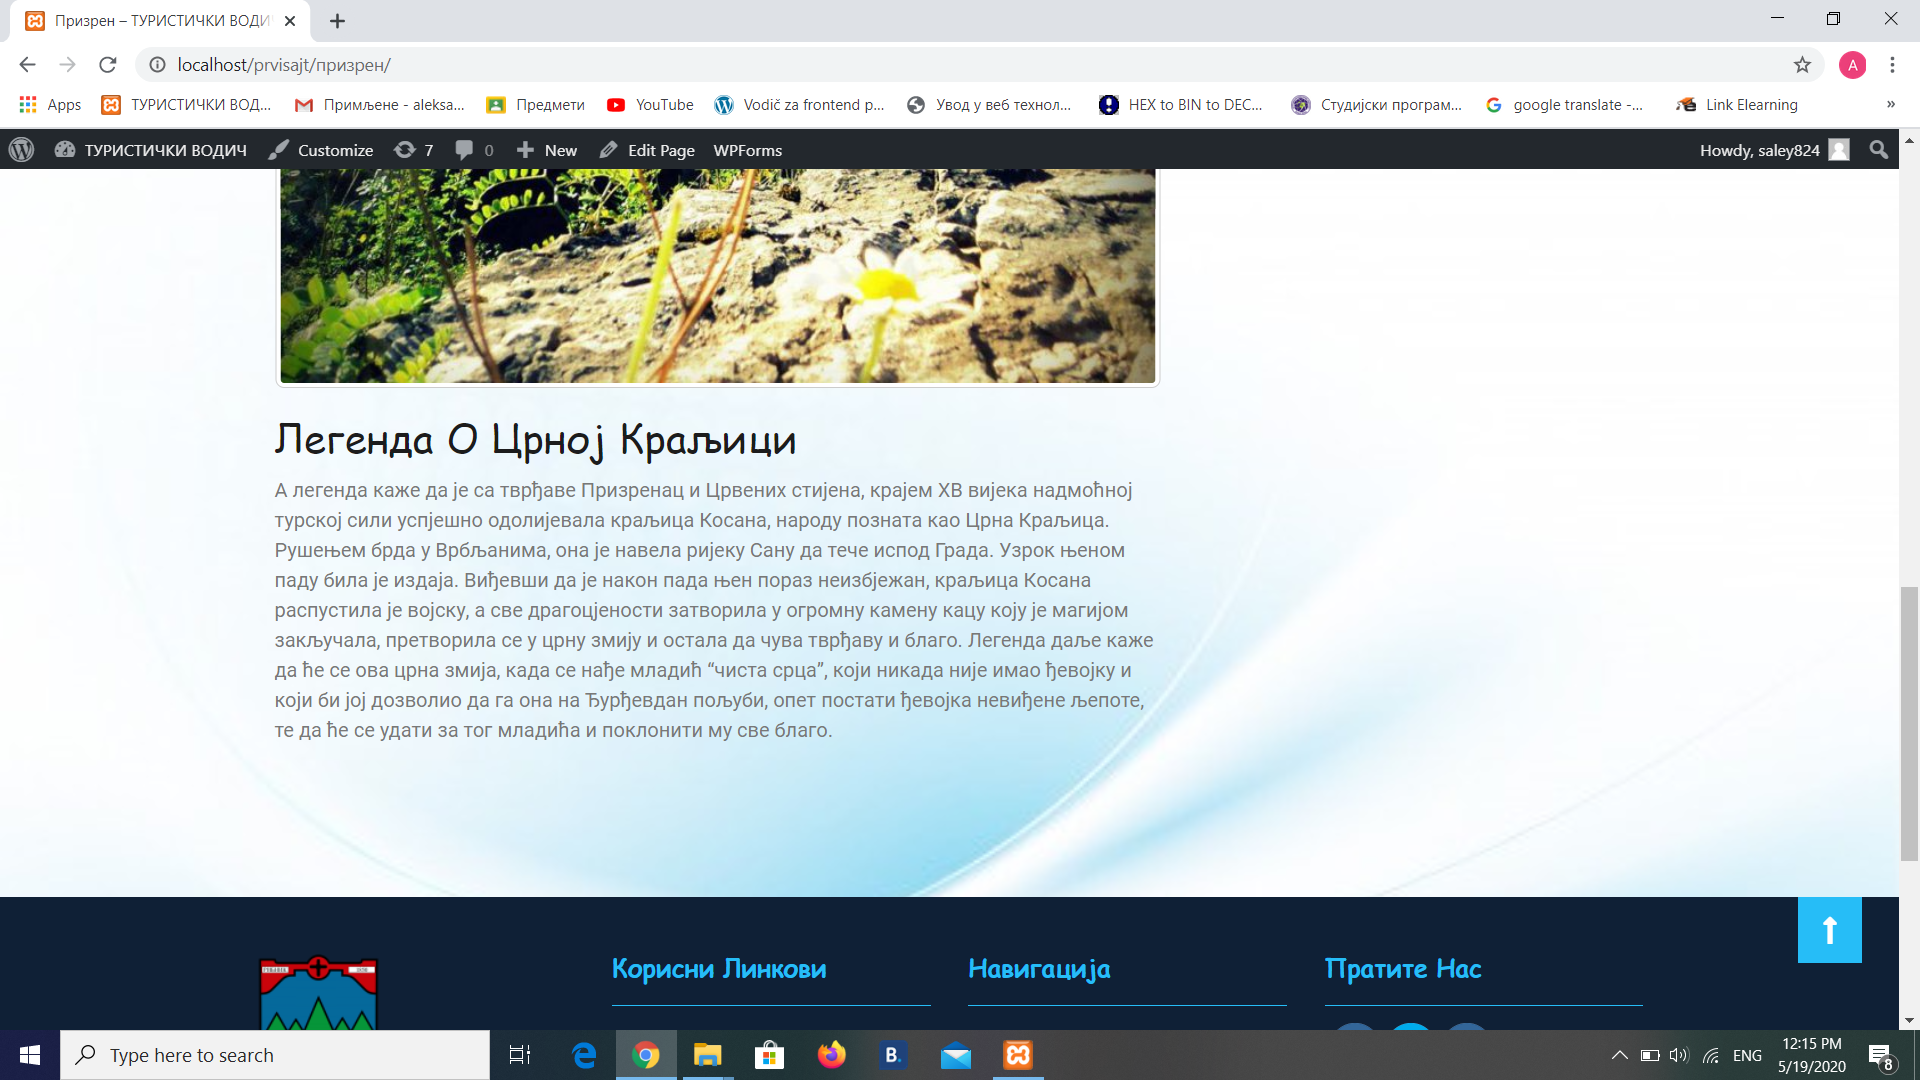 Призрен – ТУРИСТИЧКИ ВОДИ
localhost/prvisajt/призрен/
A
Apps
ТУРИСТИЧКИ ВОД...
Примљене - aleksa...
Предмети
YouTube
Vodič za frontend p...
Увод у веб технол...
HEX to BIN to DEC...
Студијски програм...
google translate -...
Link Elearning
»
ТУРИСТИЧКИ ВОДИЧ
Customize
7
0
New
Edit Page
WPForms
Howdy, saley824
Легенда О Црној Краљици
А легенда каже да је са тврђаве Призренац и Црвених стијена, крајем XВ вијека надмоћној
турској сили успјешно одолијевала краљица Косана, народу позната као Црна Краљица.
Рушењем брда у Врбљанима, она је навела ријеку Сану да тече испод Града. Узрок њеном
паду била је издаја. Виђевши да је након пада њен пораз неизбјежан, краљица Косана
распустила је војску, а све драгоцјености затворила у огромну камену кацу коју је магијом
закључала, претворила се у црну змију и остала да чува тврђаву и благо. Легенда даље каже
да ће се ова црна змија, када се нађе младић “чиста срца”, који никада није имао ђевојку и
који би јој дозволио да га она на Ђурђевдан пољуби, опет постати ђевојка невиђене љепоте,
те да ће се удати за тог младића и поклонити му све благо.
Корисни Линкови
Навигација
Пратите Нас
Type here to search
B.
ENG
12:15 PM
5/19/2020
8